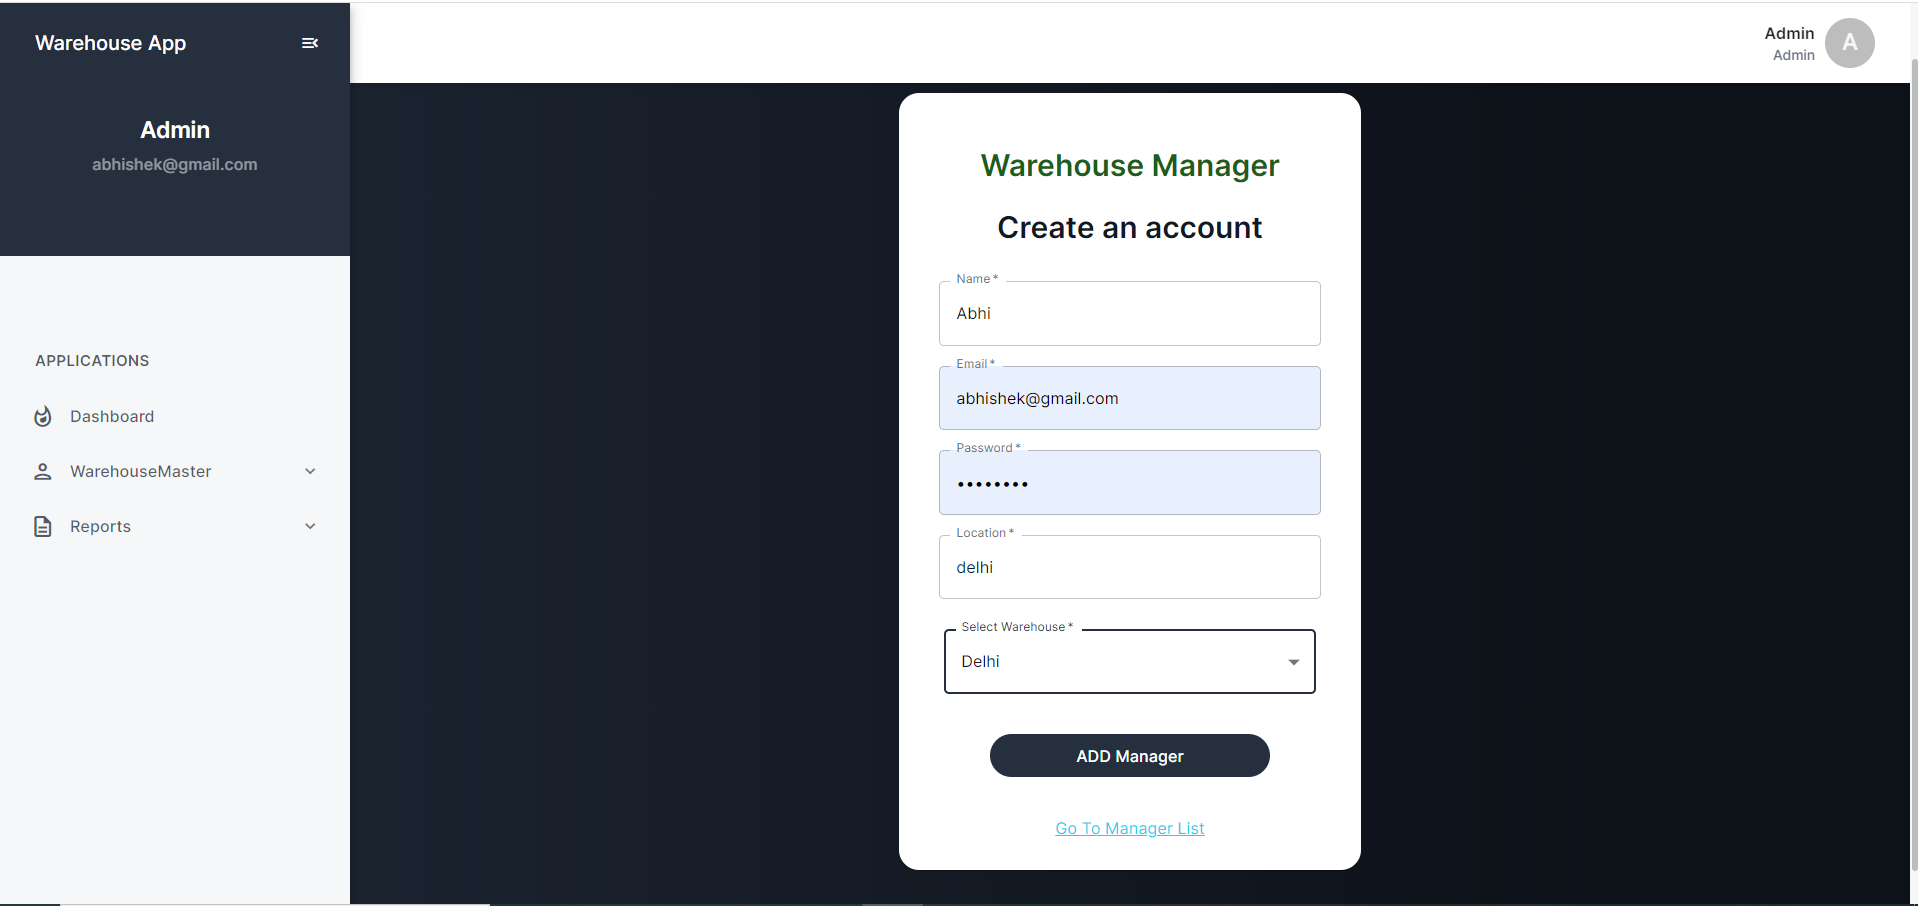 Warehouse App
Admin
abhishek@gmail.com
APPLICATIONS
Dashboard
WarehouseMaster
Reports
Admin
Admin
A
Warehouse Manager
Create an account
Name *
Abhi
Email *
abhishek@gmail.com
Password *
••••••••
Location *
delhi
Select Warehouse *
Delhi
ADD Manager
Go To Manager List